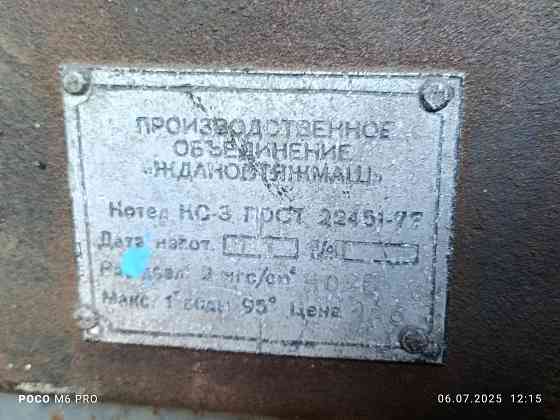 ПРОИЗВОДСТВЕННОЕ
ОБЪЕДИНЕНИЕ
«ЖДАНОВТЯЖМАШ»
Котел КС-3 ГОСТ 22451-77
Дата изгот.
Раб. давл. 2 кгс/см²
Макс. t° воды 95° Цена
POCO M6 PRO
06.07.2025 12:15